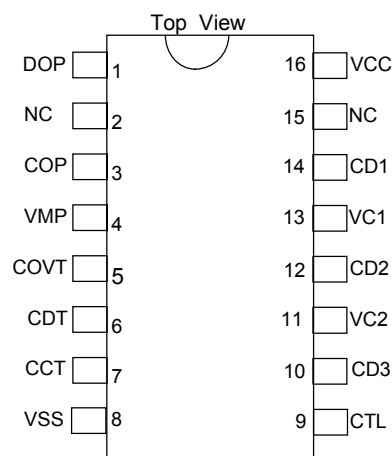 Top View
DOP 1 16 VCC
NC 2 15 NC
COP 3 14 CD1
VMP 4 13 VC1
COVT 5 12 CD2
CDT 6 11 VC2
CCT 7 10 CD3
VSS 8 9 CTL